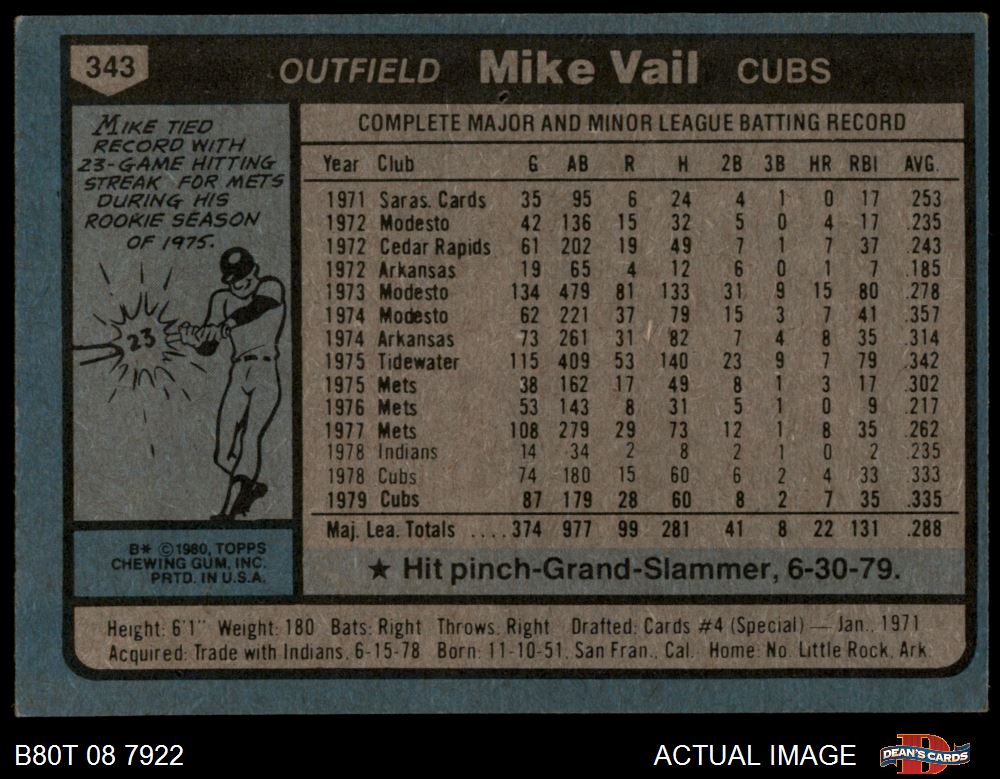 343 OUTFIELD Mike Vail CUBS
MIKE TIED
RECORD WITH
23-GAME HITTING
STREAK FOR METS
DURING HIS
ROOKIE SEASON
OF 1975.
23
B* ©1980, TOPPS
CHEWING GUM, INC.
PRTD. IN U.S.A.
COMPLETE MAJOR AND MINOR LEAGUE BATTING RECORD
Year Club G AB R H 2B 3B HR RBI AVG.
1971 Saras. Cards 35 95 6 24 4 1 0 17 .253
1972 Modesto 42 136 15 32 5 0 4 17 .235
1972 Cedar Rapids 61 202 19 49 7 1 7 37 .243
1972 Arkansas 19 65 4 12 6 0 1 7 .185
1973 Modesto 134 479 81 133 31 9 15 80 .278
1974 Modesto 62 221 37 79 15 3 7 41 .357
1974 Arkansas 73 261 31 82 7 4 8 35 .314
1975 Tidewater 115 409 53 140 23 9 7 79 .342
1975 Mets 38 162 17 49 8 1 3 17 .302
1976 Mets 53 143 8 31 5 1 0 9 .217
1977 Mets 108 279 29 73 12 1 8 35 .262
1978 Indians 14 34 2 8 2 1 0 2 .235
1978 Cubs 74 180 15 60 6 2 4 33 .333
1979 Cubs 87 179 28 60 8 2 7 35 .335
Maj. Lea. Totals .... 374 977 99 281 41 8 22 131 .288
★ Hit pinch-Grand-Slammer, 6-30-79.
Height: 6'1" Weight: 180 Bats: Right Throws: Right Drafted: Cards #4 (Special) — Jan., 1971
Acquired: Trade with Indians, 6-15-78 Born: 11-10-51, San Fran., Cal. Home: No. Little Rock, Ark.
B80T 08 7922 ACTUAL IMAGE DEAN'S CARDS